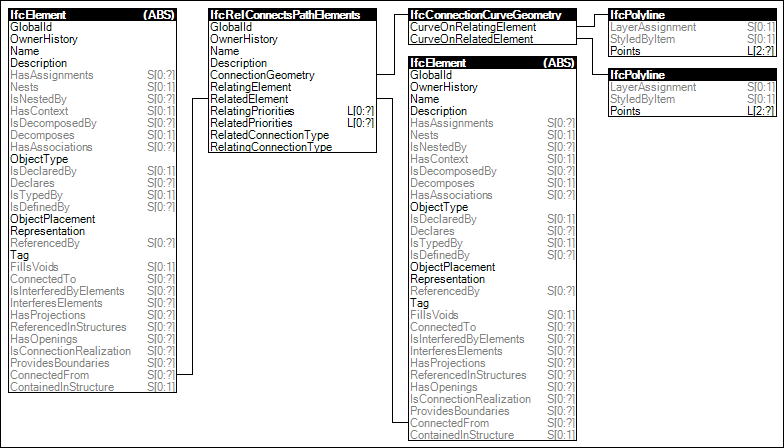 IfcElement (ABS)
GlobalId
OwnerHistory
Name
Description
HasAssignments S[0:?]
Nests S[0:1]
IsNestedBy S[0:?]
HasContext S[0:1]
IsDecomposedBy S[0:?]
Decomposes S[0:1]
HasAssociations S[0:?]
ObjectType
IsDeclaredBy S[0:1]
Declares S[0:?]
IsTypedBy S[0:1]
IsDefinedBy S[0:?]
ObjectPlacement
Representation
ReferencedBy S[0:?]
Tag
FillsVoids S[0:1]
ConnectedTo S[0:?]
IsInterferedByElements S[0:?]
InterferesElements S[0:?]
HasProjections S[0:?]
ReferencedInStructures S[0:?]
HasOpenings S[0:?]
IsConnectionRealization S[0:?]
ProvidesBoundaries S[0:?]
ConnectedFrom S[0:?]
ContainedInStructure S[0:1]
IfcRelConnectsPathElements
GlobalId
OwnerHistory
Name
Description
ConnectionGeometry
RelatingElement
RelatedElement
RelatingPriorities L[0:?]
RelatedPriorities L[0:?]
RelatedConnectionType
RelatingConnectionType
IfcConnectionCurveGeometry
CurveOnRelatingElement
CurveOnRelatedElement
IfcElement (ABS)
GlobalId
OwnerHistory
Name
Description
HasAssignments S[0:?]
Nests S[0:1]
IsNestedBy S[0:?]
HasContext S[0:1]
IsDecomposedBy S[0:?]
Decomposes S[0:1]
HasAssociations S[0:?]
ObjectType
IsDeclaredBy S[0:1]
Declares S[0:?]
IsTypedBy S[0:1]
IsDefinedBy S[0:?]
ObjectPlacement
Representation
ReferencedBy S[0:?]
Tag
FillsVoids S[0:1]
ConnectedTo S[0:?]
IsInterferedByElements S[0:?]
InterferesElements S[0:?]
HasProjections S[0:?]
ReferencedInStructures S[0:?]
HasOpenings S[0:?]
IsConnectionRealization S[0:?]
ProvidesBoundaries S[0:?]
ConnectedFrom S[0:?]
ContainedInStructure S[0:1]
IfcPolyline
LayerAssignment S[0:1]
StyledByItem S[0:1]
Points L[2:?]
IfcPolyline
LayerAssignment S[0:1]
StyledByItem S[0:1]
Points L[2:?]